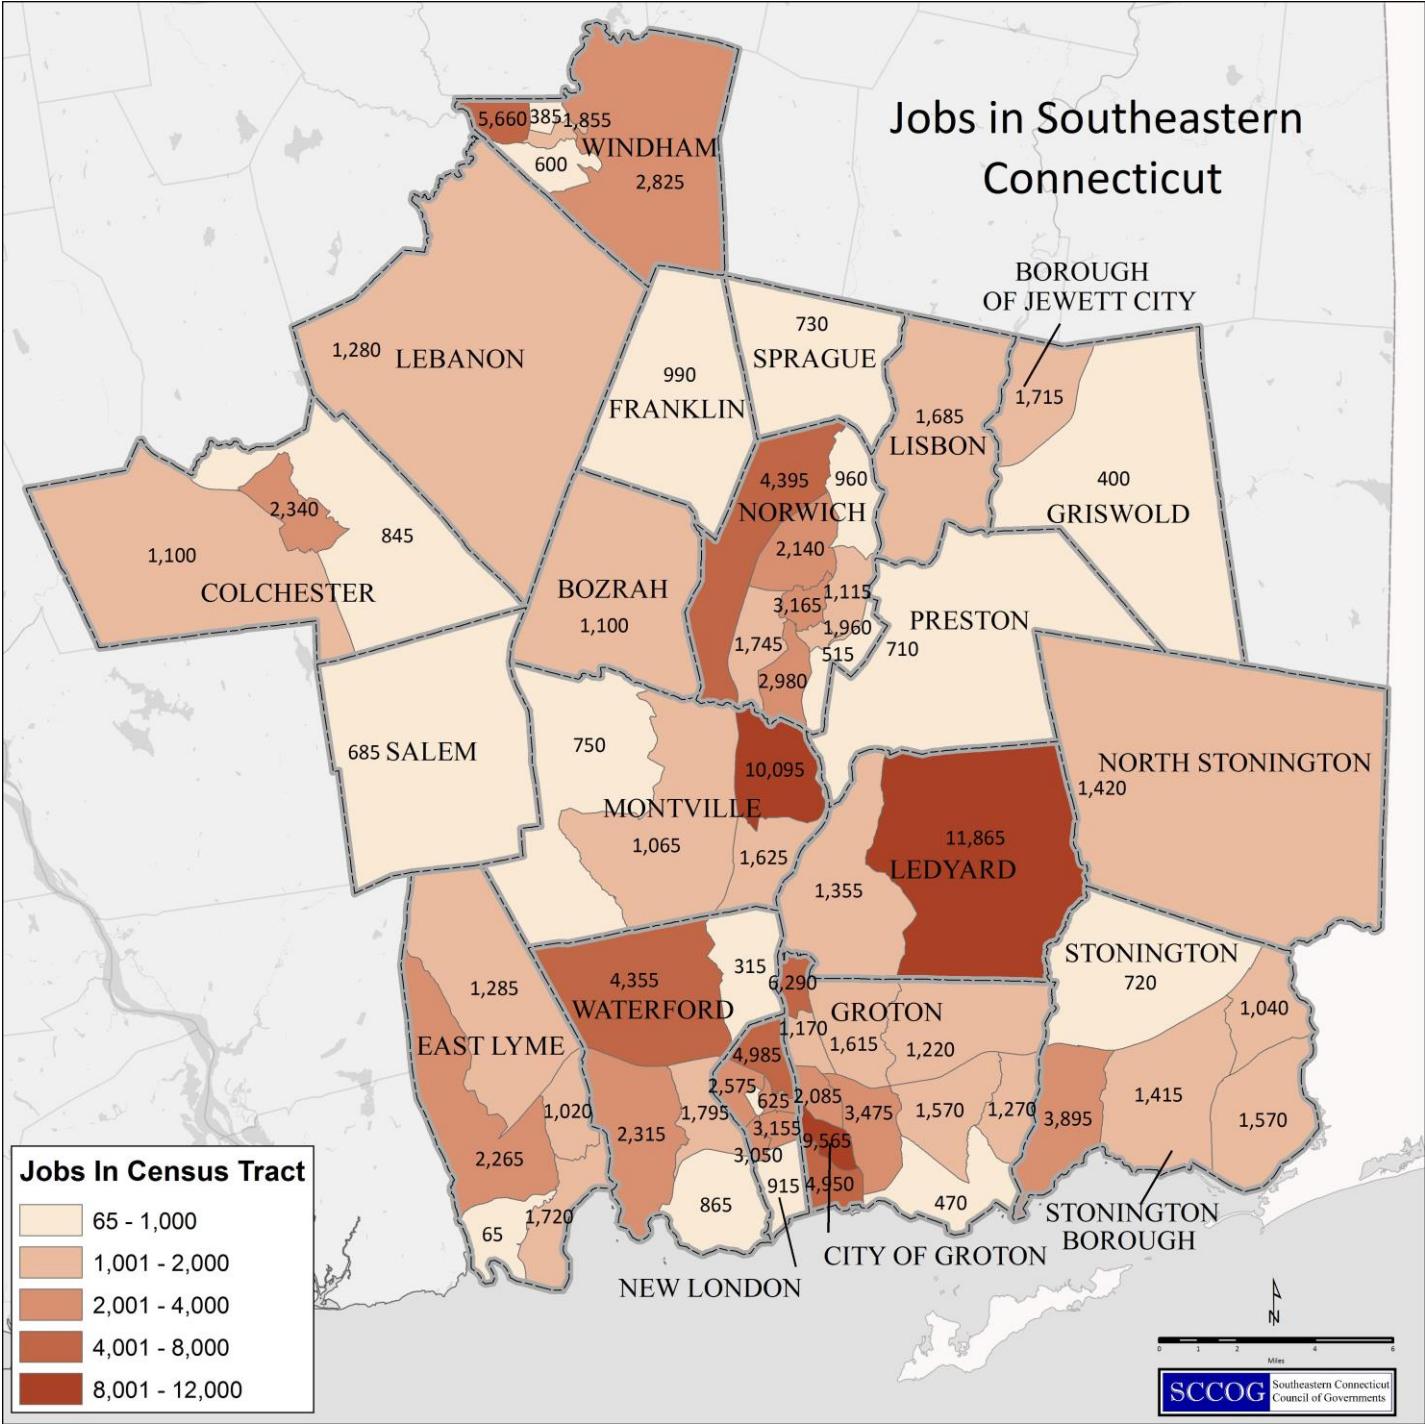 Jobs in Southeastern
Connecticut
5,660
385
1,855
WINDHAM
600
2,825
BOROUGH
OF JEWETT CITY
730
SPRAGUE
1,280
LEBANON
990
FRANKLIN
1,715
1,685
LISBON
400
GRISWOLD
4,395
960
NORWICH
2,340
845
1,100
COLCHESTER
2,140
BOZRAH
1,100
3,165
1,115
1,960
1,745
515
710
PRESTON
2,980
685
SALEM
750
10,095
MONTVILLE
1,065
1,625
NORTH STONINGTON
1,420
11,865
LEDYARD
1,355
STONINGTON
720
1,040
4,355
WATERFORD
315
6,290
GROTON
1,170
1,615
1,220
1,285
EAST LYME
4,985
2,575
625
2,085
3,475
1,570
1,270
3,895
1,415
1,570
1,020
2,315
1,795
3,155
9,565
3,050
2,265
915
4,950
865
470
65
1,720
STONINGTON
BOROUGH
CITY OF GROTON
NEW LONDON
Jobs In Census Tract
65 - 1,000
1,001 - 2,000
2,001 - 4,000
4,001 - 8,000
8,001 - 12,000
N
0 1 2 4 6
Miles
SCCOG
Southeastern Connecticut
Council of Governments